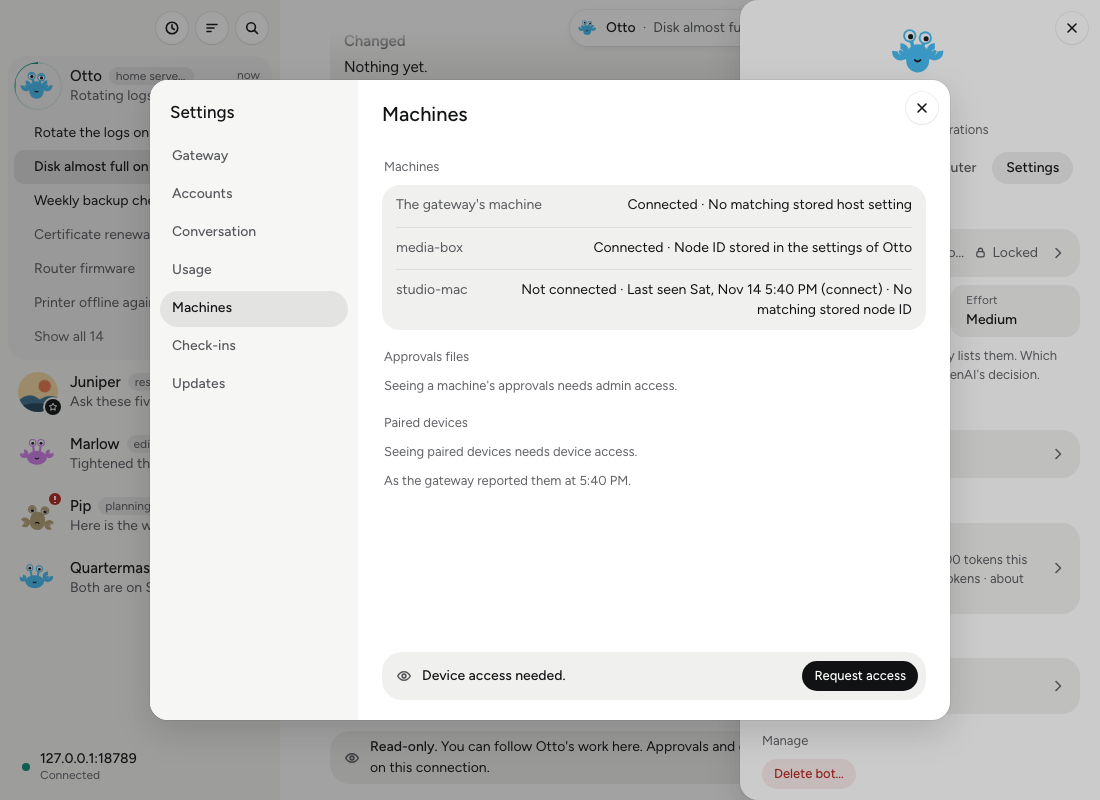 Otto · Disk almost fu
Changed
Nothing yet.
Otto home serve... now
Rotating logs
Rotate the logs on
Disk almost full on
Weekly backup che
Certificate renewa
Router firmware
Printer offline agai
Show all 14
Juniper res
Ask these fiv
Marlow edi
Tightened th
Pip planning
Here is the w
Quartermas
Both are on S
127.0.0.1:18789
Connected
Settings
Gateway
Accounts
Conversation
Usage
Machines
Check-ins
Updates
Machines
Machines
The gateway's machine Connected · No matching stored host setting
media-box Connected · Node ID stored in the settings of Otto
studio-mac Not connected · Last seen Sat, Nov 14 5:40 PM (connect) · No
matching stored node ID
Approvals files
Seeing a machine's approvals needs admin access.
Paired devices
Seeing paired devices needs device access.
As the gateway reported them at 5:40 PM.
Device access needed. Request access
Read-only. You can follow Otto's work here. Approvals and
on this connection.
rations
uter Settings
o... Locked
Effort
Medium
y lists them. Which
enAI's decision.
00 tokens this
okens · about
Manage
Delete bot...